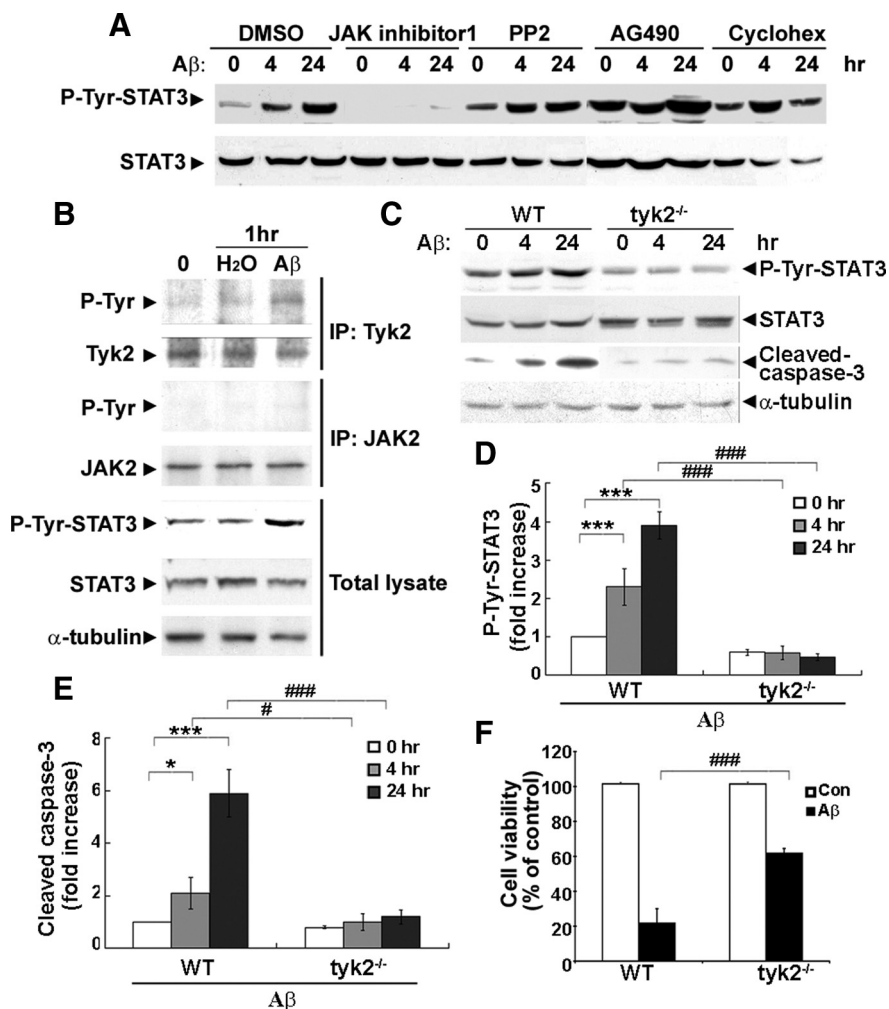 A
DMSO JAK inhibitor1 PP2 AG490 Cyclohex
Aβ: 0 4 24 0 4 24 0 4 24 0 4 24 0 4 24 hr
P-Tyr-STAT3
STAT3
B
1hr
0 H2O Aβ
P-Tyr
Tyk2
IP: Tyk2
P-Tyr
JAK2
IP: JAK2
P-Tyr-STAT3
STAT3
α-tubulin
Total lysate
C
WT tyk2-/-
Aβ: 0 4 24 0 4 24 hr
P-Tyr-STAT3
STAT3
Cleaved-
caspase-3
α-tubulin
D
###
###
***
***
0 hr
4 hr
24 hr
P-Tyr-STAT3
(fold increase)
5
4
3
2
1
0
WT tyk2-/-
Aβ
E
###
#
***
*
0 hr
4 hr
24 hr
Cleaved caspase-3
(fold increase)
8
6
4
2
0
WT tyk2-/-
Aβ
F
###
Con
Aβ
Cell viability
(% of control)
120
100
80
60
40
20
0
WT tyk2-/-